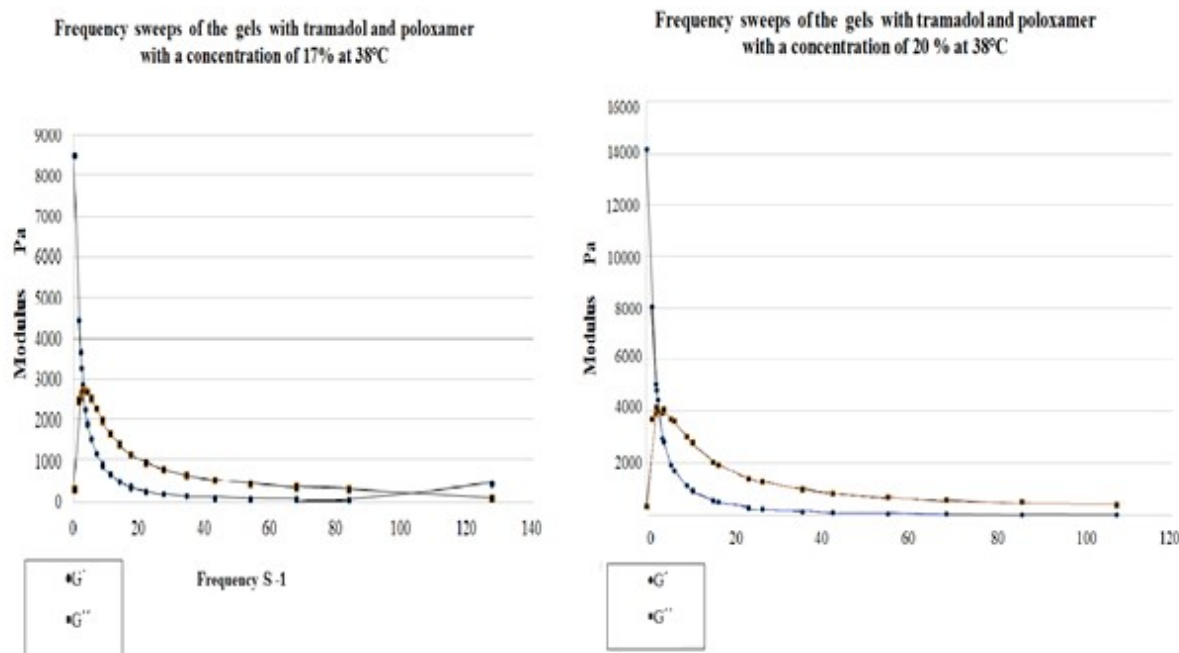 Frequency sweeps of the gels with tramadol and poloxamer
with a concentration of 17% at 38°C
Modulus Pa
9000
8000
7000
6000
5000
4000
3000
2000
1000
0
0 20 40 60 80 100 120 140
Frequency S -1
G´
G´´
Frequency sweeps of the gels with tramadol and poloxamer
with a concentration of 20 % at 38°C
Modulus Pa
16000
14000
12000
10000
8000
6000
4000
2000
0 20 40 60 80 100 120
G´
G´´